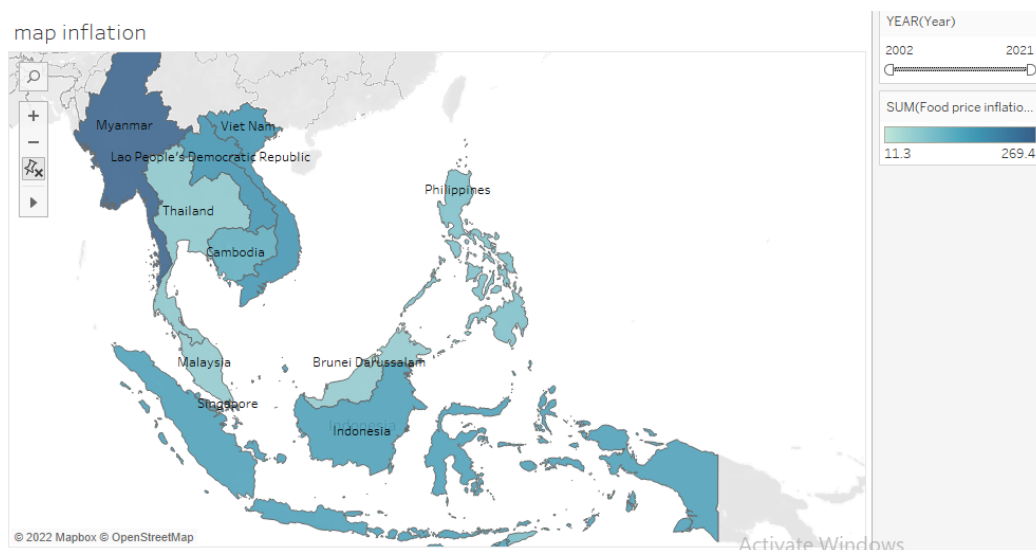 map inflation
YEAR(Year)
2002 2021
SUM(Food price inflatio...
11.3 269.4
Myanmar
Viet Nam
Lao People's Democratic Republic
Philippines
Thailand
Cambodia
Malaysia
Brunei Darussalam
Singapore
Indonesia
Indonesia
© 2022 Mapbox © OpenStreetMap
Activate Windows